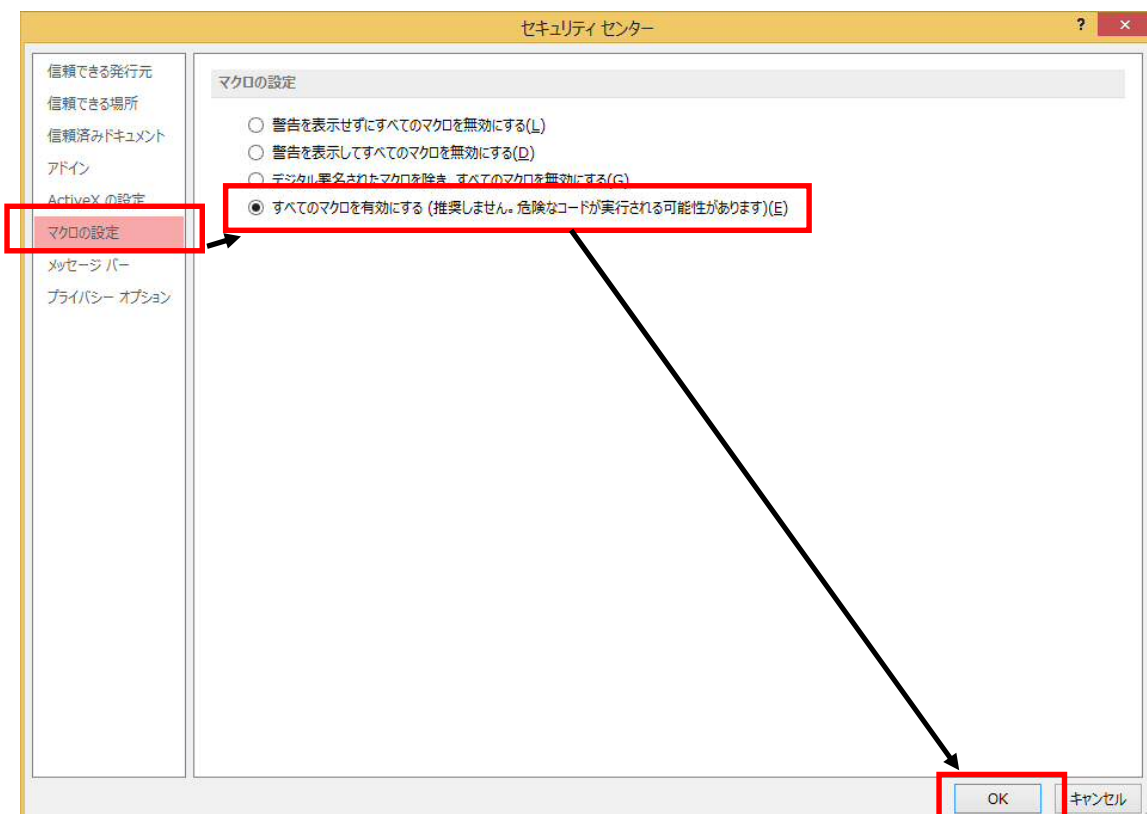 セキュリティ センター
? ×
信頼できる発行元
信頼できる場所
信頼済みドキュメント
アドイン
ActiveX の設定
マクロの設定
メッセージ バー
プライバシー オプション
マクロの設定
警告を表示せずにすべてのマクロを無効にする(L)
警告を表示してすべてのマクロを無効にする(D)
デジタル署名されたマクロを除き、すべてのマクロを無効にする(G)
すべてのマクロを有効にする (推奨しません。危険なコードが実行される可能性があります)(E)
OK
キャンセル